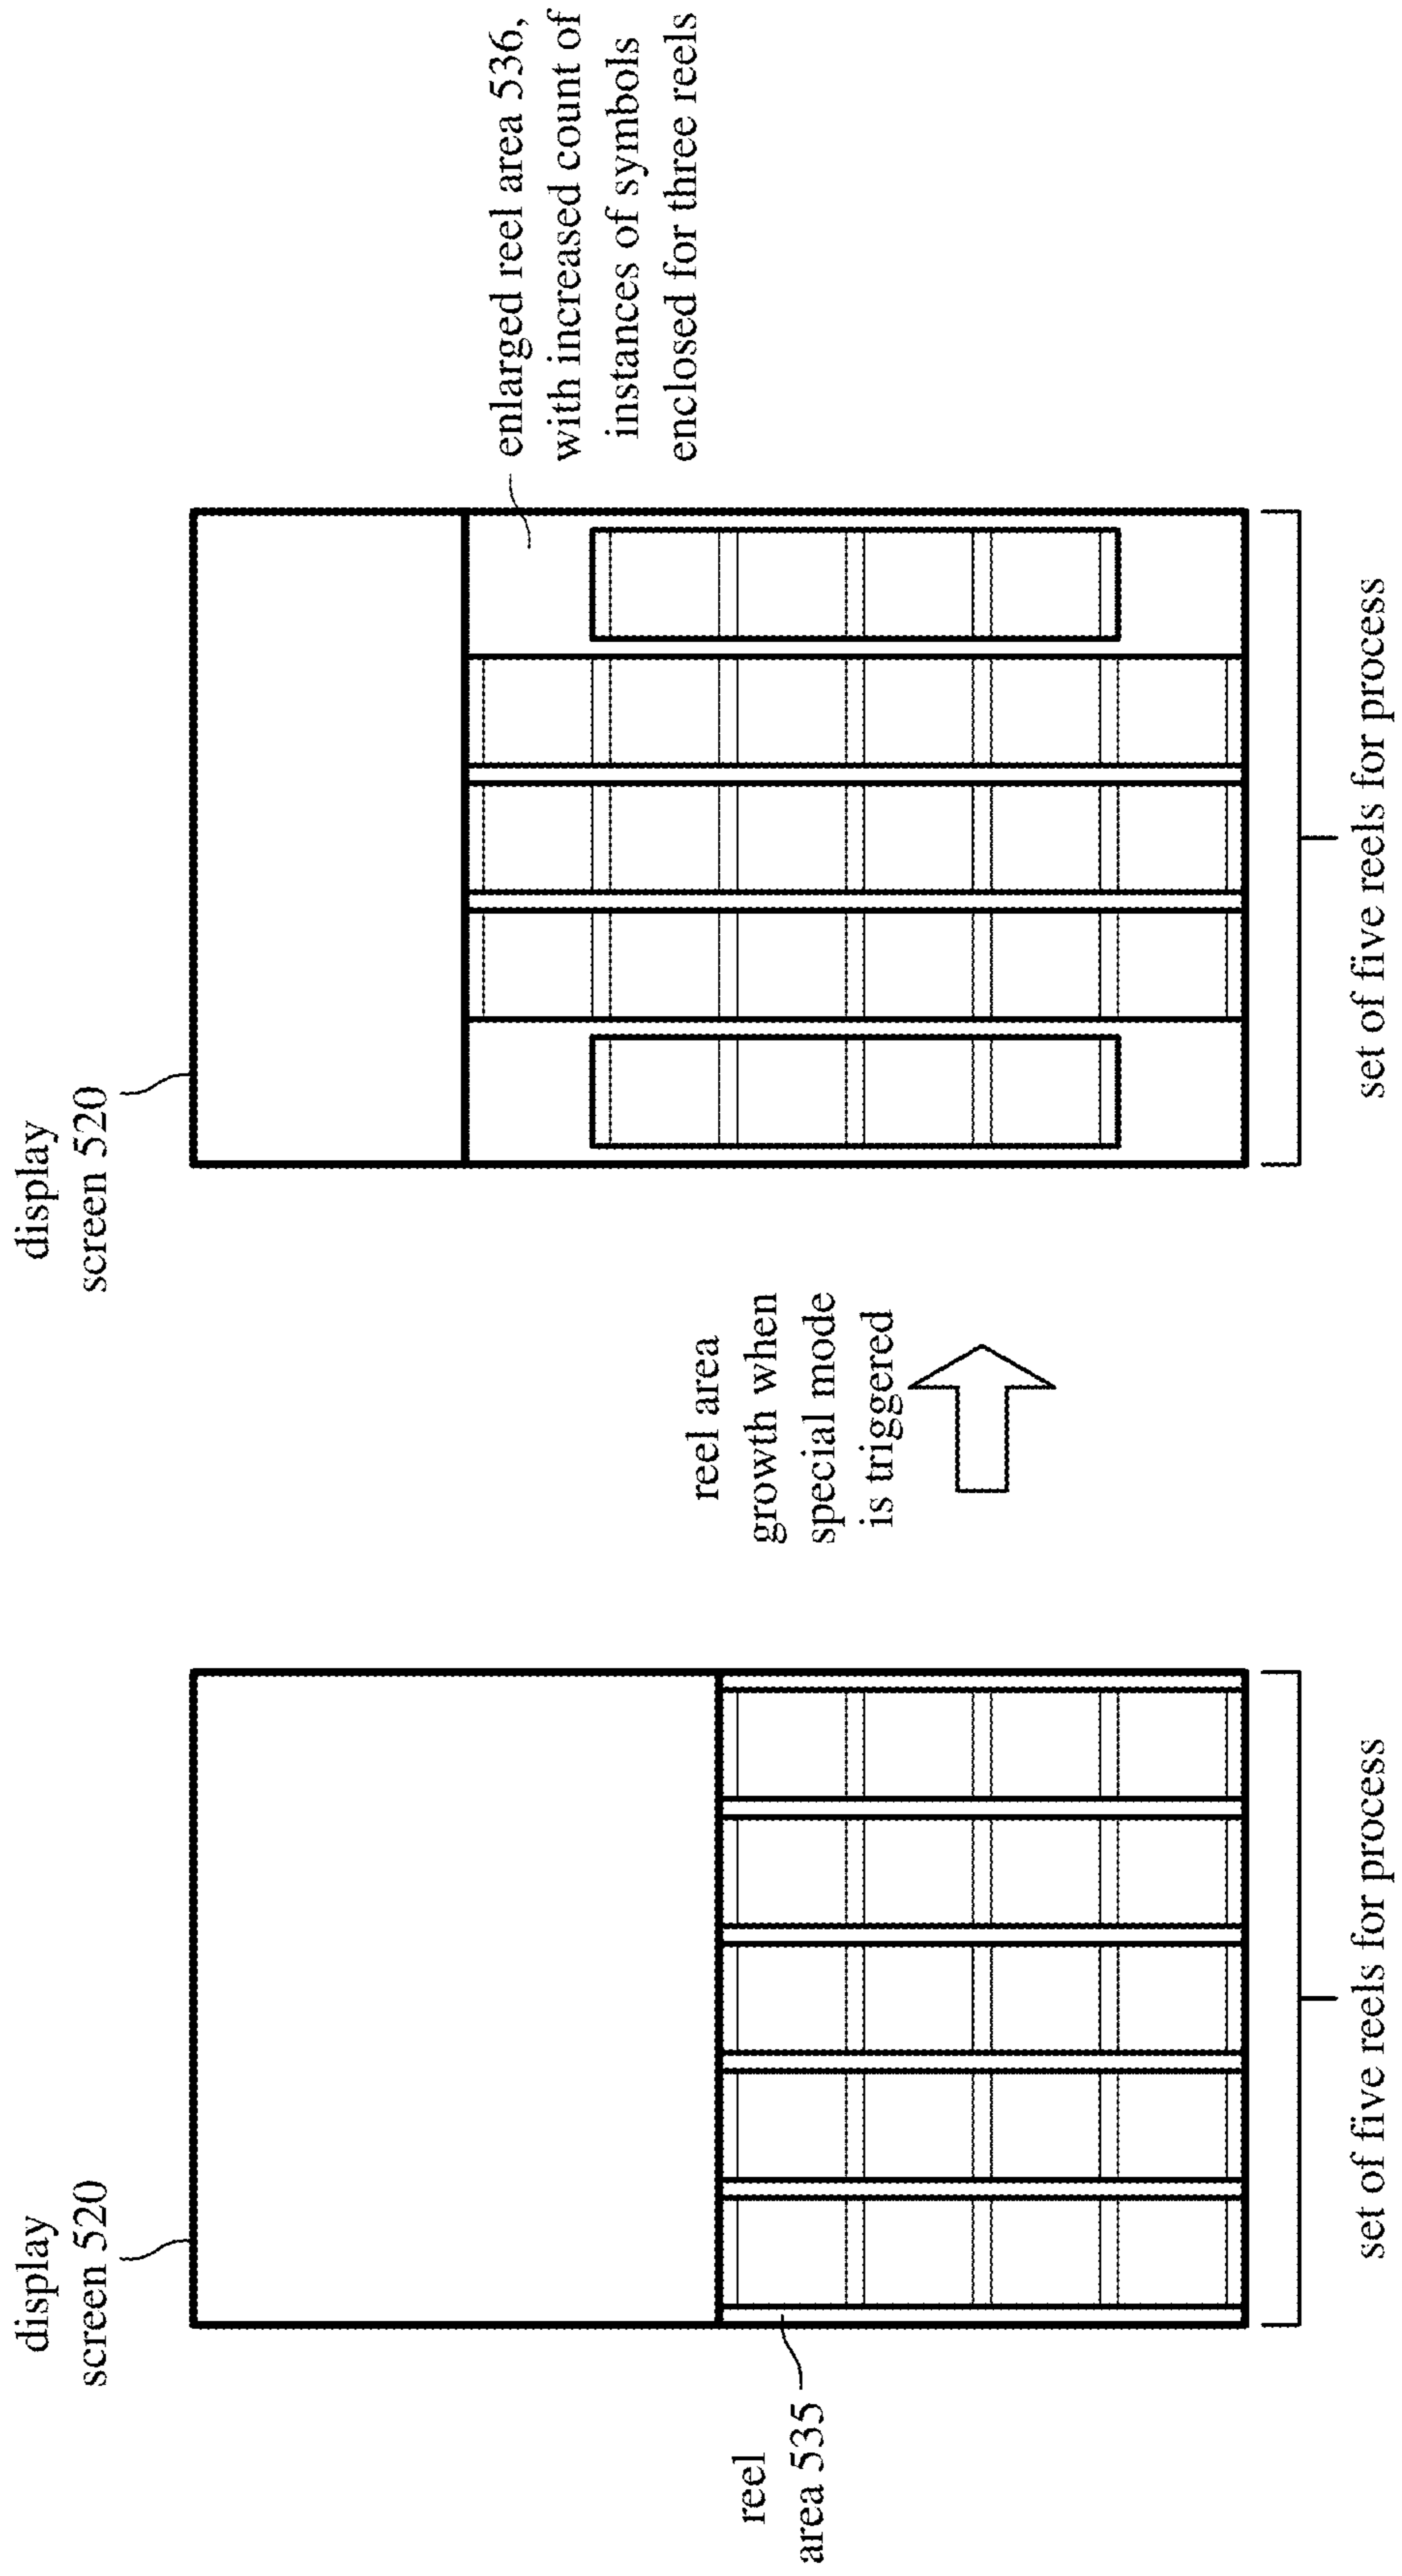 display
screen 520
reel
area 535
set of five reels for process
reel area
growth when
special mode
is triggered
display
screen 520
enlarged reel area 536,
with increased count of
instances of symbols
enclosed for three reels
set of five reels for process